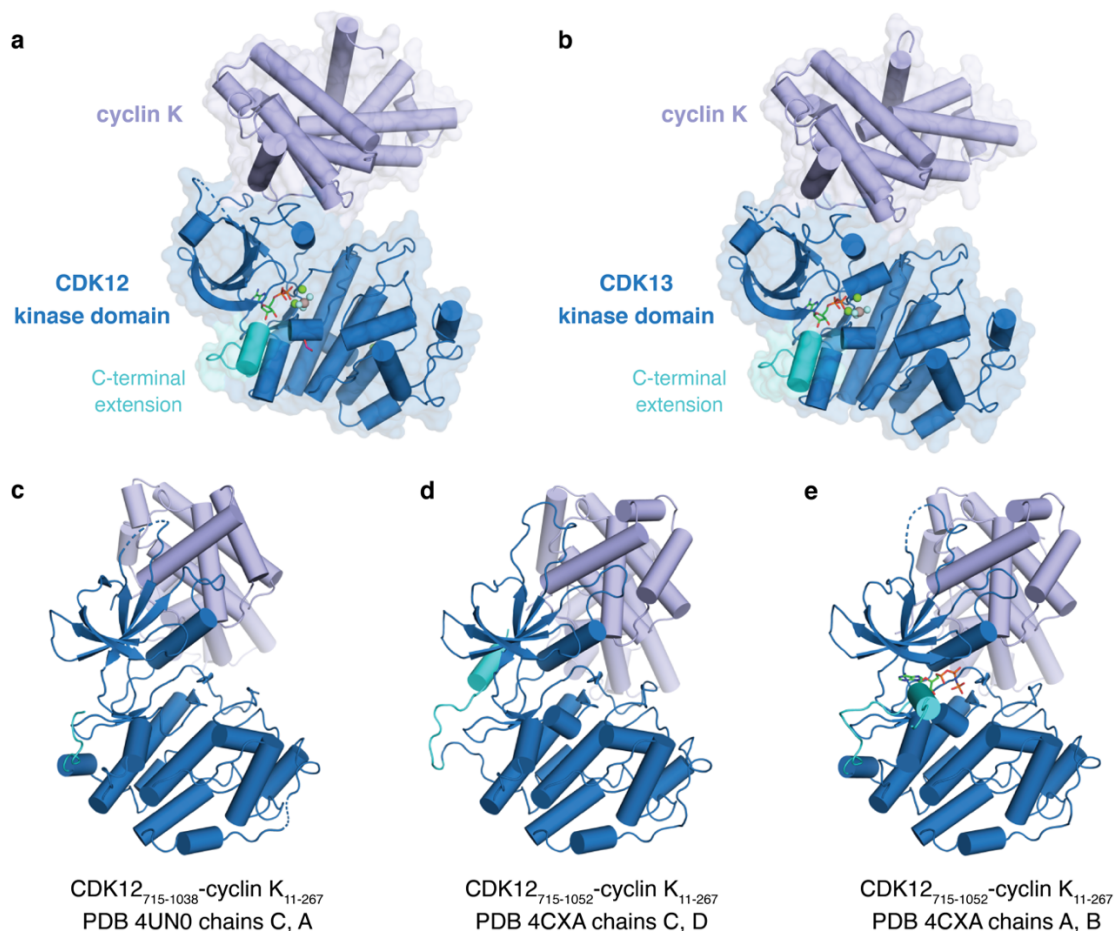 a
cyclin K
CDK12
kinase domain
C-terminal
extension
b
cyclin K
CDK13
kinase domain
C-terminal
extension
c
d
e
CDK12₇₁₅₋₁₀₃₈-cyclin K₁₁₋₂₆₇
PDB 4UN0 chains C, A
CDK12₇₁₅₋₁₀₅₂-cyclin K₁₁₋₂₆₇
PDB 4CXA chains C, D
CDK12₇₁₅₋₁₀₅₂-cyclin K₁₁₋₂₆₇
PDB 4CXA chains A, B